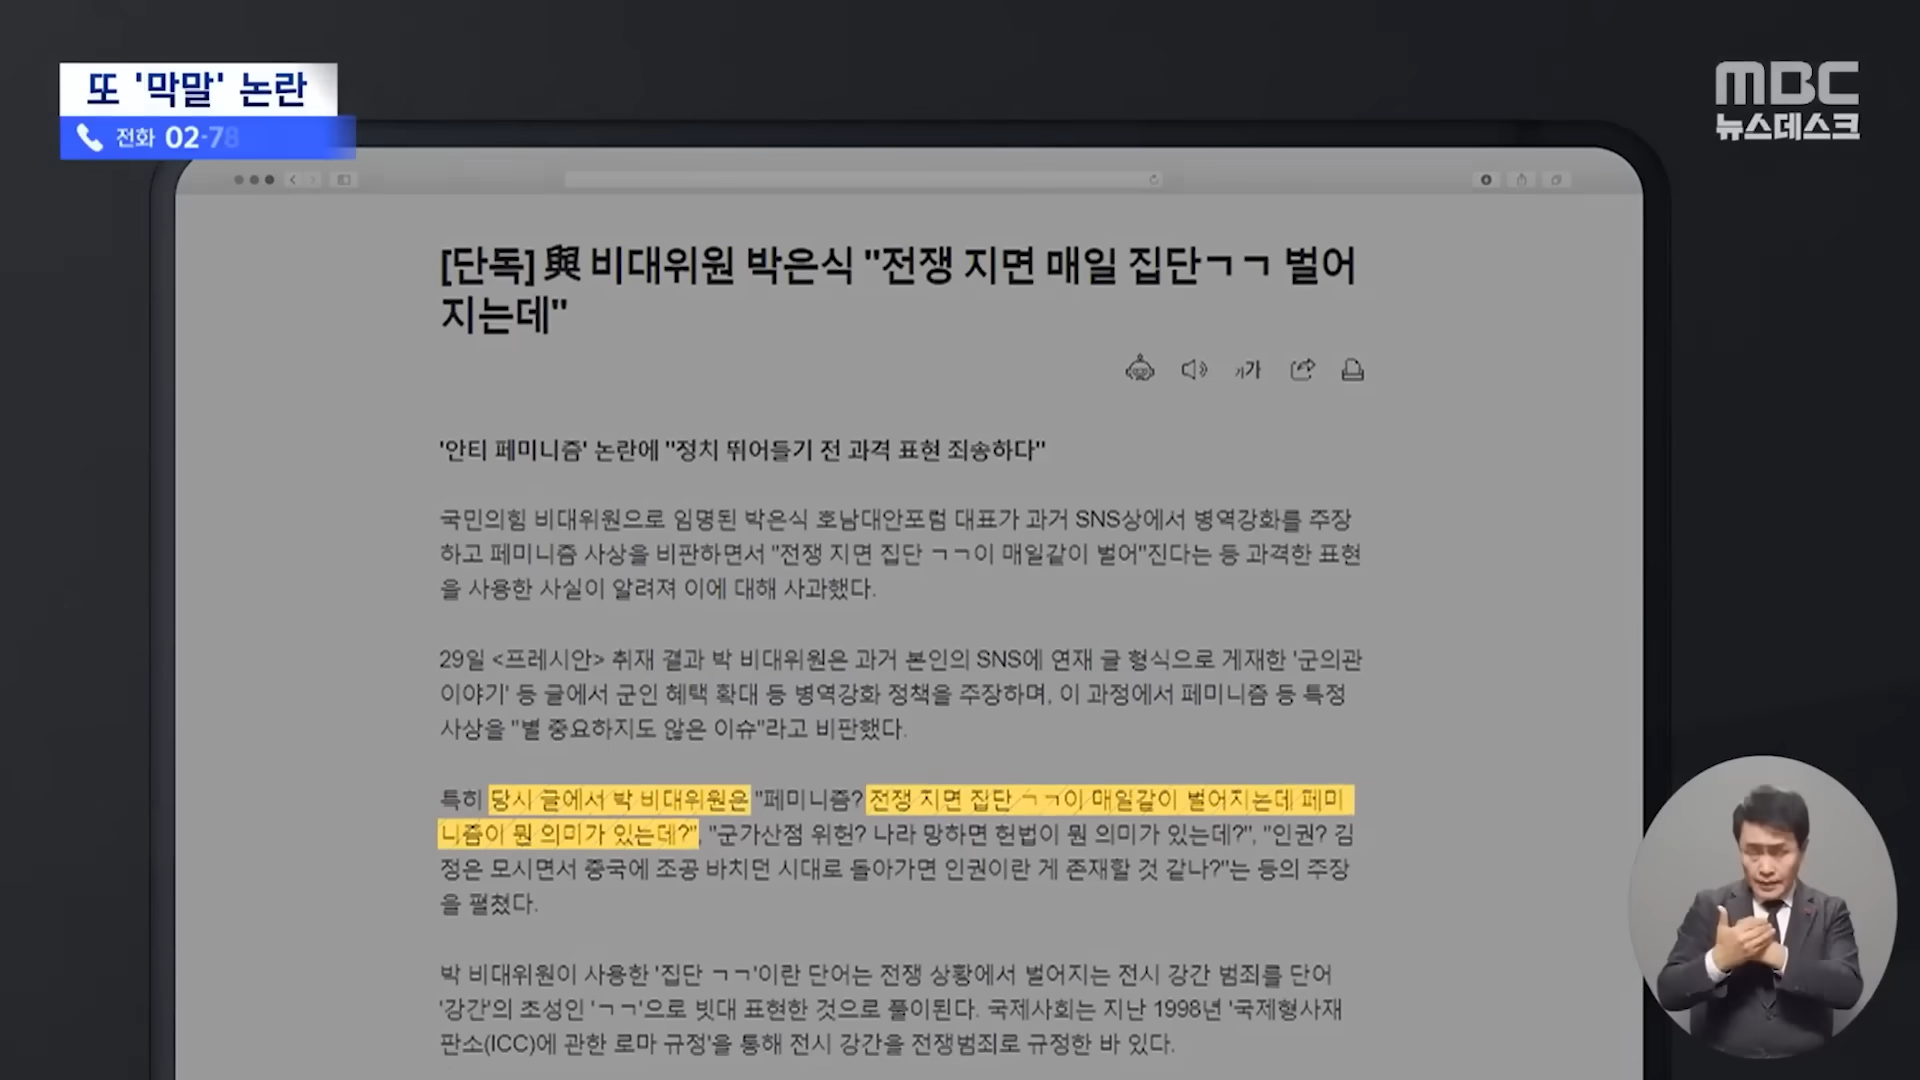 또 '막말' 논란
전화 02-78
MBC
뉴스데스크
[단독] 與 비대위원 박은식 "전쟁 지면 매일 집단ㄱㄱ 벌어
지는데"
가가
'안티 페미니즘' 논란에 "정치 뛰어들기 전 과격 표현 죄송하다"
국민의힘 비대위원으로 임명된 박은식 호남대안포럼 대표가 과거 SNS상에서 병역강화를 주장
하고 페미니즘 사상을 비판하면서 "전쟁 지면 집단 ㄱㄱ이 매일같이 벌어"진다는 등 과격한 표현
을 사용한 사실이 알려져 이에 대해 사과했다.
29일 <프레시안> 취재 결과 박 비대위원은 과거 본인의 SNS에 연재 글 형식으로 게재한 '군의관
이야기' 등 글에서 군인 혜택 확대 등 병역강화 정책을 주장하며, 이 과정에서 페미니즘 등 특정
사상을 "별 중요하지도 않은 이슈"라고 비판했다.
특히 당시 글에서 박 비대위원은 "페미니즘? 전쟁 지면 집단 ㄱㄱ이 매일같이 벌어지는데 페미
니즘이 뭔 의미가 있는데?", "군가산점 위헌? 나라 망하면 헌법이 뭔 의미가 있는데?", "인권? 김
정은 모시면서 중국에 조공 바치던 시대로 돌아가면 인권이란 게 존재할 것 같나?"는 등의 주장
을 펼쳤다.
박 비대위원이 사용한 '집단 ㄱㄱ'이란 단어는 전쟁 상황에서 벌어지는 전시 강간 범죄를 단어
'강간'의 초성인 'ㄱㄱ'으로 빗대 표현한 것으로 풀이된다. 국제사회는 지난 1998년 '국제형사재
판소(ICC)에 관한 로마 규정'을 통해 전시 강간을 전쟁범죄로 규정한 바 있다.